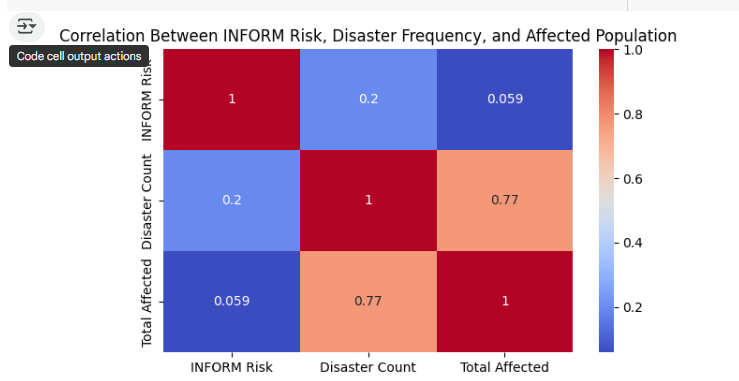 Correlation Between INFORM Risk, Disaster Frequency, and Affected Population
Code cell output actions
INFORM Risk
1
0.2
0.059
Disaster Count
0.2
1
0.77
Total Affected
0.059
0.77
1
INFORM Risk
Disaster Count
Total Affected
1.0
0.8
0.6
0.4
0.2